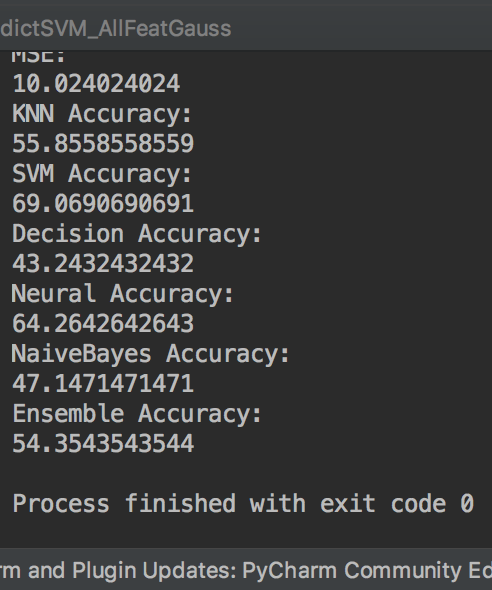 dictSVM_AllFeatGauss
MSE:
10.024024024
KNN Accuracy:
55.8558558559
SVM Accuracy:
69.0690690691
Decision Accuracy:
43.2432432432
Neural Accuracy:
64.2642642643
NaiveBayes Accuracy:
47.1471471471
Ensemble Accuracy:
54.3543543544
Process finished with exit code 0
rm and Plugin Updates: PyCharm Community Ed